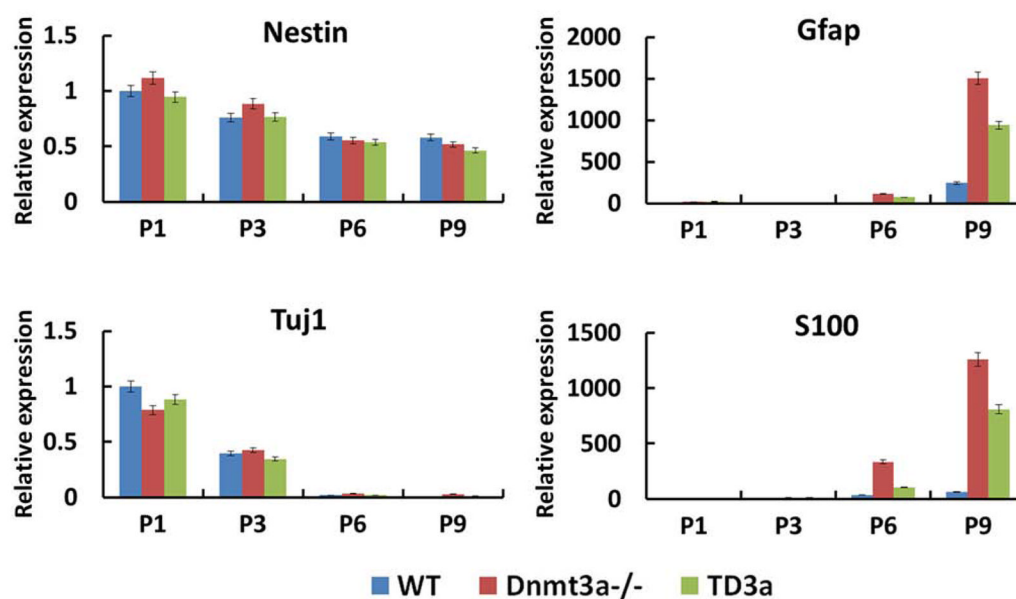 Nestin
Relative expression
1.5
1
0.5
0
P1 P3 P6 P9
Gfap
Relative expression
2000
1500
1000
500
0
P1 P3 P6 P9
Tuj1
Relative expression
1.5
1
0.5
0
P1 P3 P6 P9
S100
Relative expression
1500
1000
500
0
P1 P3 P6 P9
WT Dnmt3a-/- TD3a